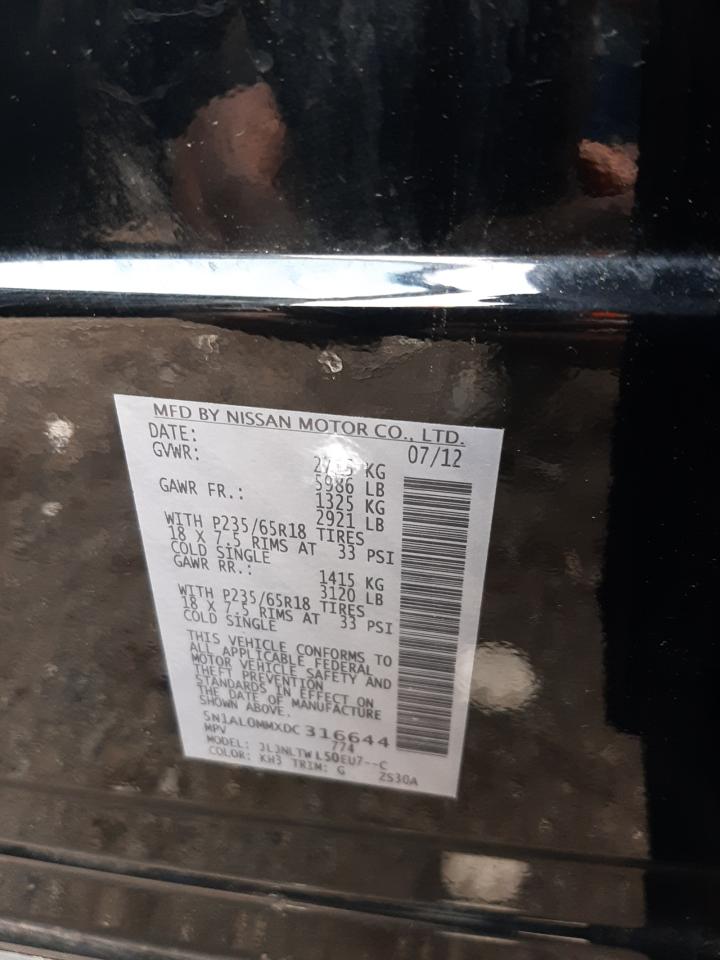 MFD BY NISSAN MOTOR CO., LTD.
DATE: 07/12
GVWR: KG
5986 LB
GAWR FR.: 1325 KG
2921 LB
WITH P235/65R18 TIRES
18 X 7.5 RIMS AT 33 PSI
COLD SINGLE
GAWR RR.: 1415 KG
3120 LB
WITH P235/65R18 TIRES
18 X 7.5 RIMS AT 33 PSI
COLD SINGLE
THIS VEHICLE CONFORMS TO
ALL APPLICABLE FEDERAL
MOTOR VEHICLE SAFETY AND
THEFT PREVENTION
STANDARDS IN EFFECT ON
THE DATE OF MANUFACTURE
SHOWN ABOVE.
5N1AL0MMXDC 316644
MPV 774
MODEL: JLJNLTW L50EU7--C
COLOR: KH3 TRIM: G ZS30A